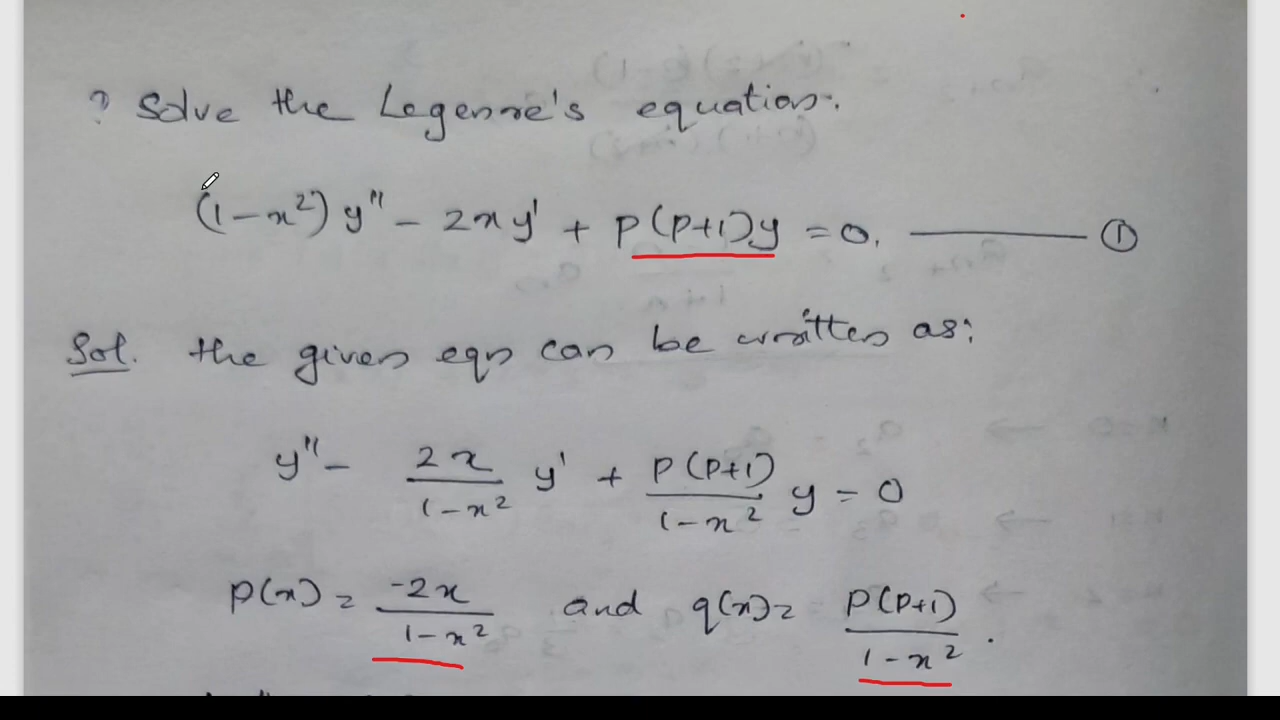 ? Solve the Legenre's equation.
(1-x²) y'' - 2xy' + P(P+1)y = 0. ——— ①
Sol. the given eqn can be written as:
y'' - 2x/(1-x²) y' + P(P+1)/(1-x²) y = 0
P(x) = -2x/(1-x²) and q(x) = P(P+1)/(1-x²).